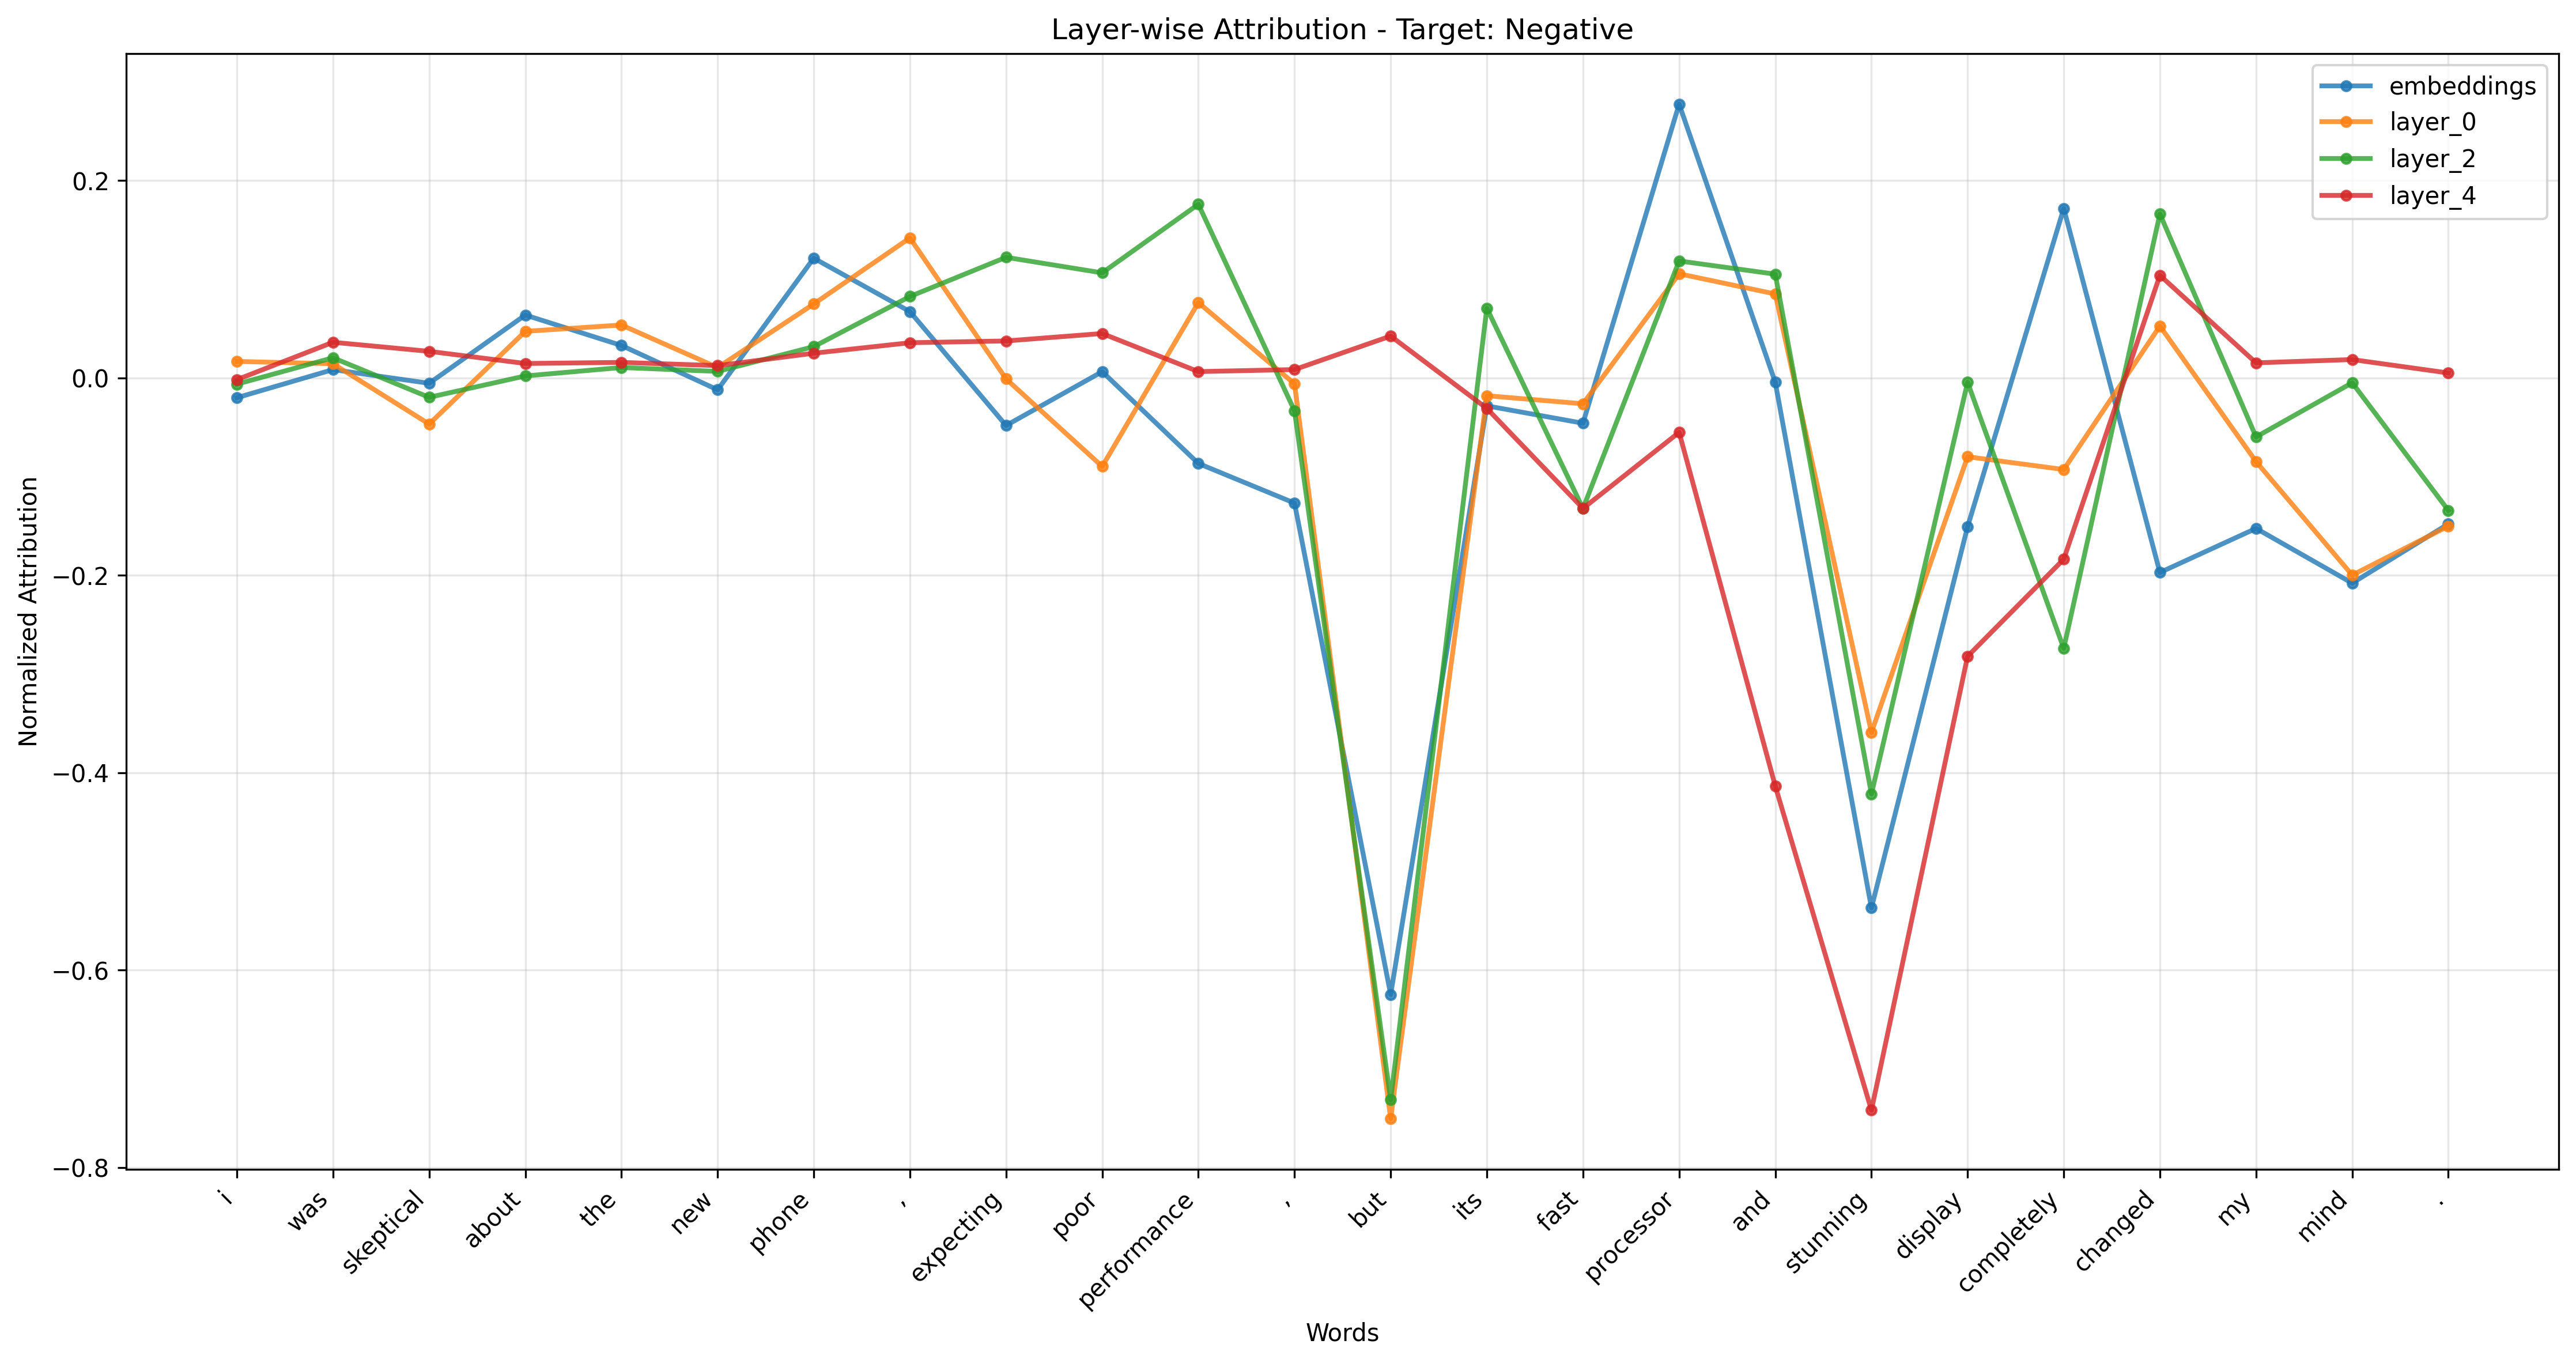 Layer-wise Attribution - Target: Negative
embeddings
layer_0
layer_2
layer_4
Normalized Attribution
0.2
0.0
−0.2
−0.4
−0.6
−0.8
i
was
skeptical
about
the
new
phone
,
expecting
poor
performance
,
but
its
fast
processor
and
stunning
display
completely
changed
my
mind
.
Words